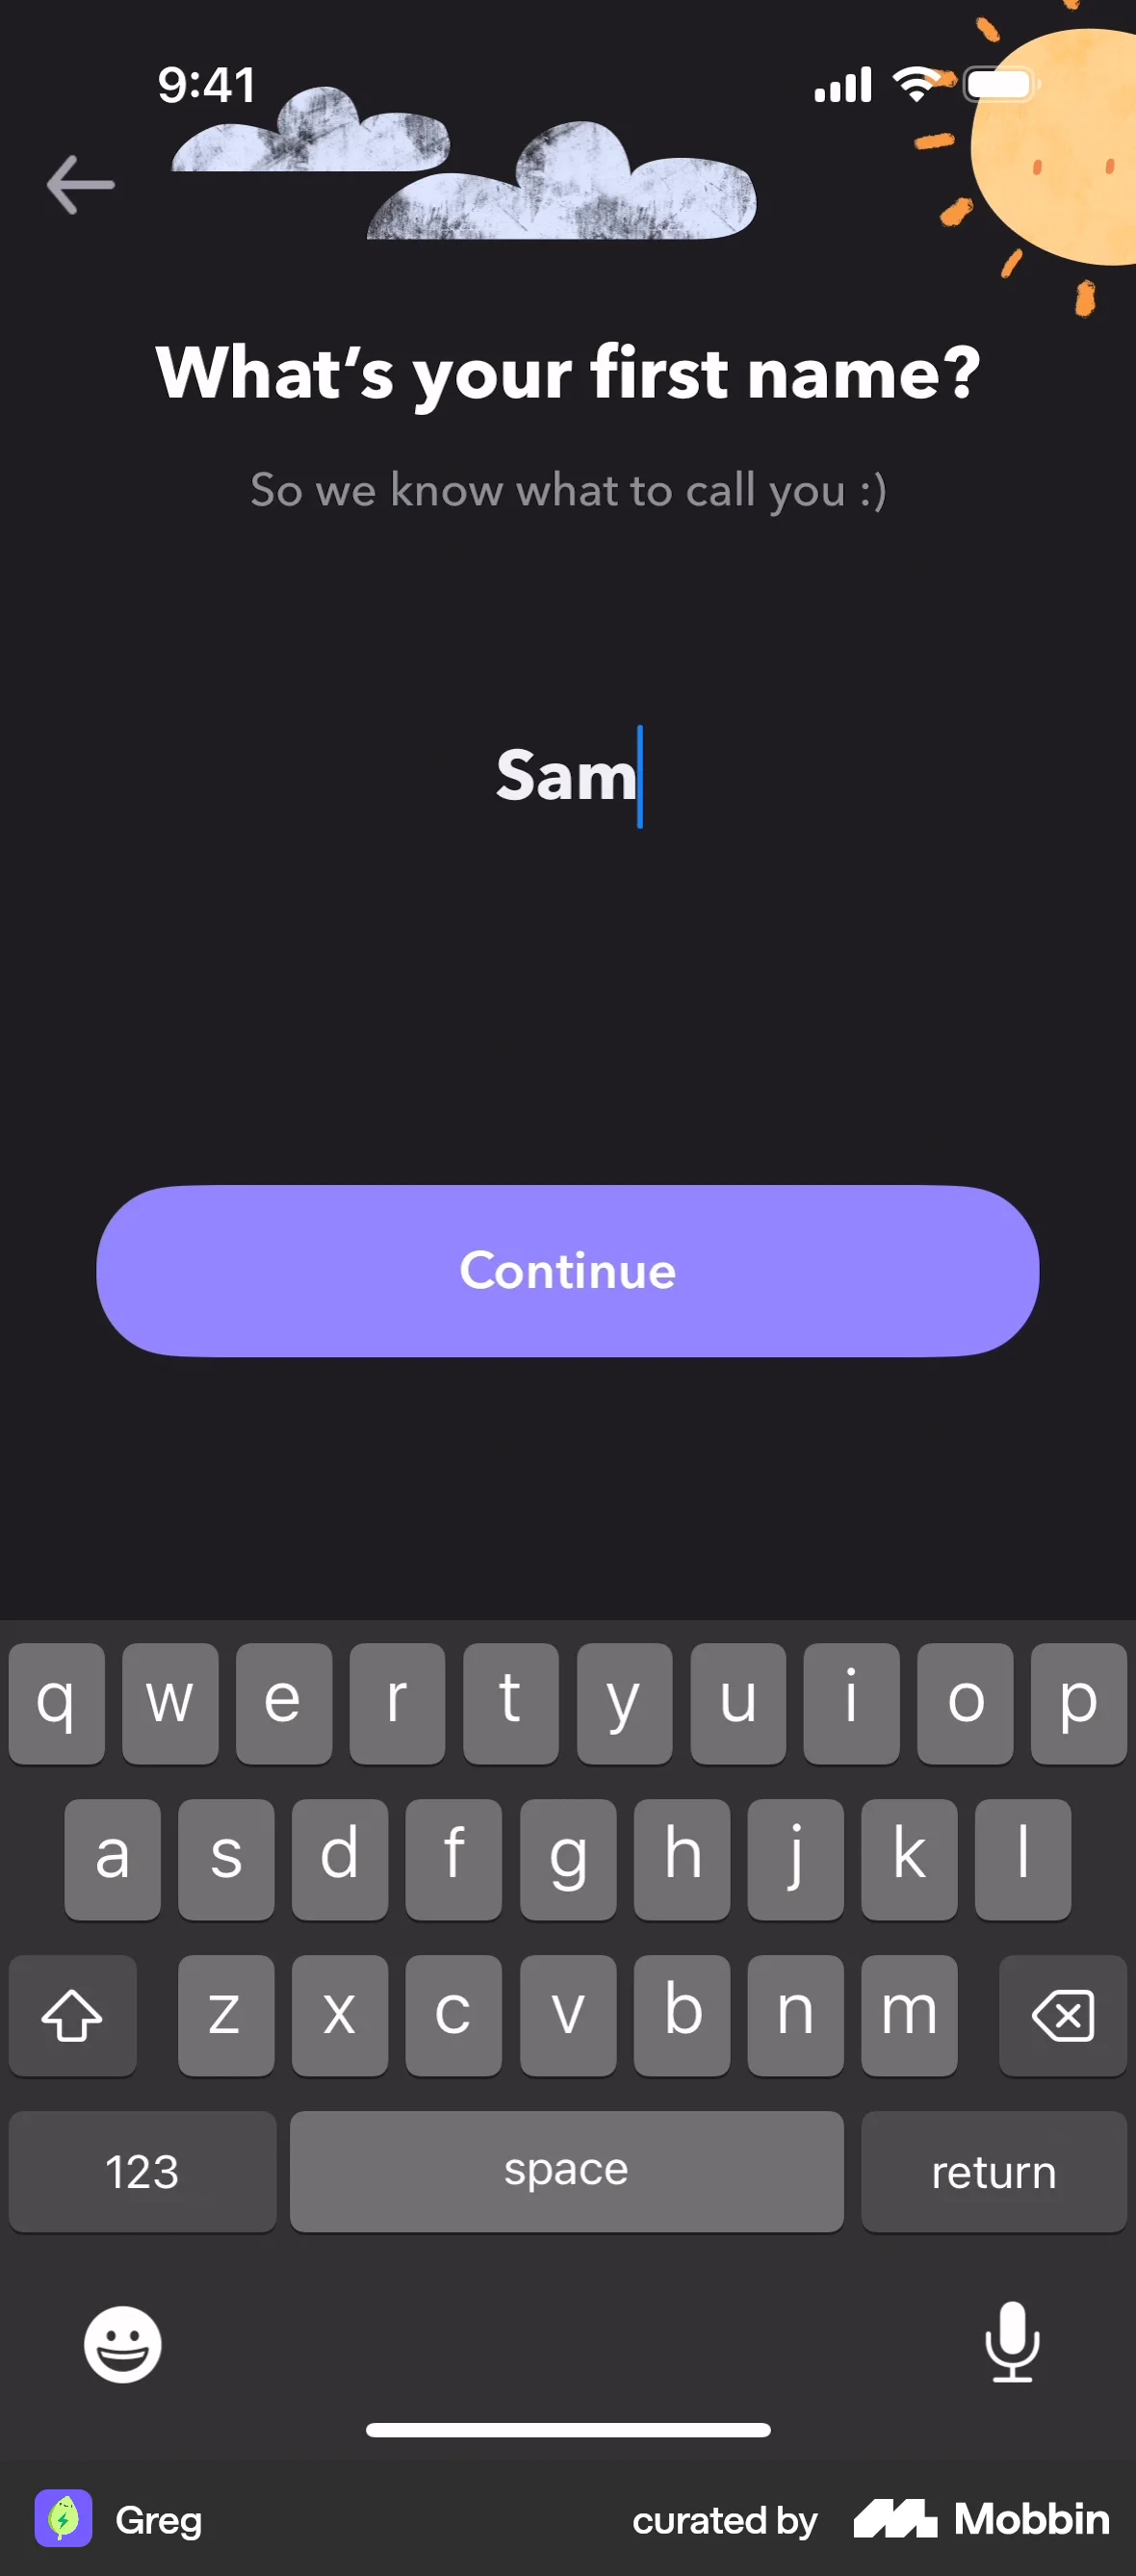 9:41
What’s your first name?
So we know what to call you :)
Sam
Continue
q w e r t y u i o p
a s d f g h j k l
z x c v b n m
123 space return
Greg curated by Mobbin